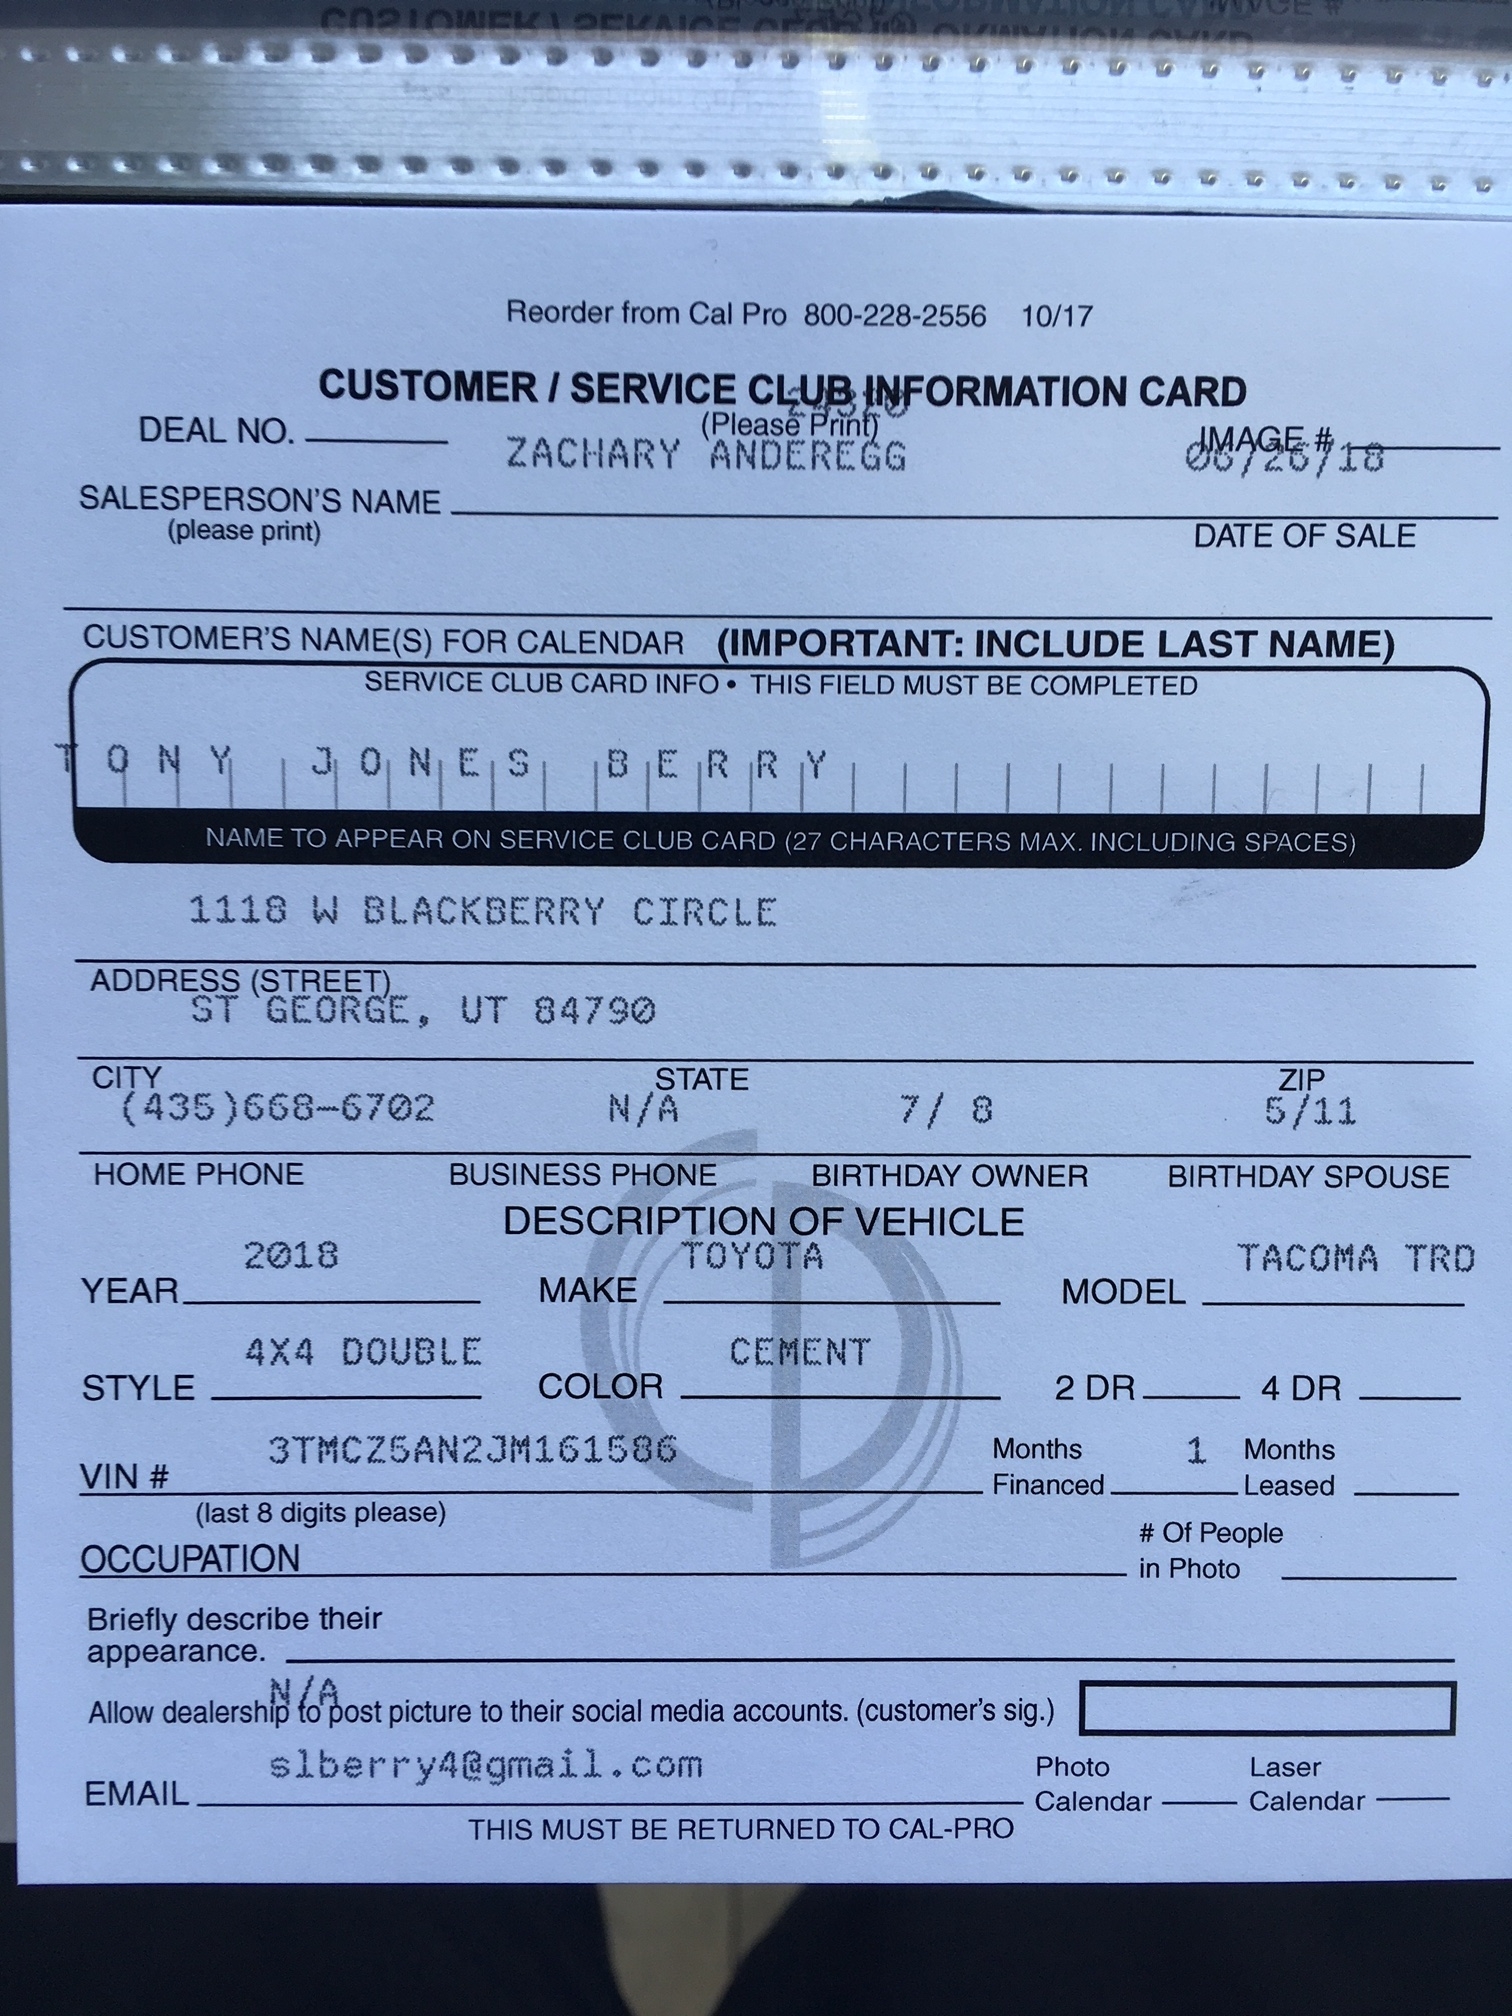 Reorder from Cal Pro 800-228-2556 10/17
CUSTOMER / SERVICE CLUB INFORMATION CARD
(Please Print)
DEAL NO. IMAGE #
ZACHARY ANDEREGG 06/26/18
SALESPERSON'S NAME
(please print) DATE OF SALE
CUSTOMER'S NAME(S) FOR CALENDAR (IMPORTANT: INCLUDE LAST NAME)
SERVICE CLUB CARD INFO • THIS FIELD MUST BE COMPLETED
TONY JONES BERRY
NAME TO APPEAR ON SERVICE CLUB CARD (27 CHARACTERS MAX. INCLUDING SPACES)
1118 W BLACKBERRY CIRCLE
ADDRESS (STREET)
ST GEORGE, UT 84790
CITY STATE ZIP
(435)668-6702 N/A 7/ 8 5/11
HOME PHONE BUSINESS PHONE BIRTHDAY OWNER BIRTHDAY SPOUSE
DESCRIPTION OF VEHICLE
2018 TOYOTA TACOMA TRD
YEAR MAKE MODEL
4X4 DOUBLE CEMENT
STYLE COLOR 2 DR 4 DR
3TMCZ5AN2JM161586 Months 1 Months
VIN # Financed Leased
(last 8 digits please)
# Of People
OCCUPATION in Photo
Briefly describe their
appearance.
N/A
Allow dealership to post picture to their social media accounts. (customer's sig.)
slberry4@gmail.com Photo Laser
EMAIL Calendar Calendar
THIS MUST BE RETURNED TO CAL-PRO